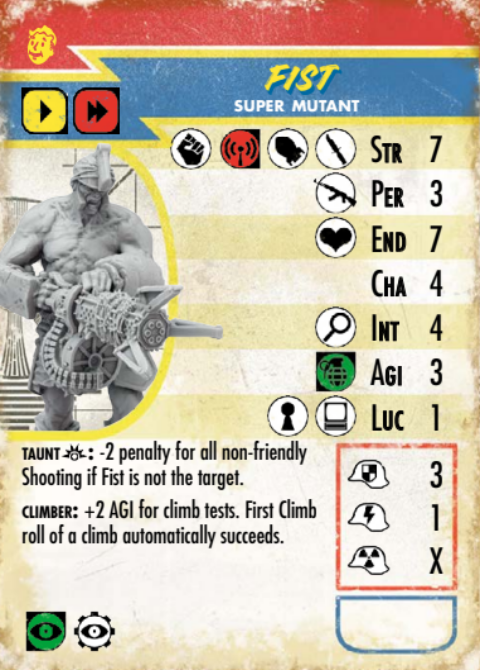 FIST
SUPER MUTANT
STR 7
PER 3
END 7
CHA 4
INT 4
AGI 3
LUC 1
TAUNT : -2 penalty for all non-friendly
Shooting if Fist is not the target.
CLIMBER: +2 AGI for climb tests. First Climb
roll of a climb automatically succeeds.
3
1
X